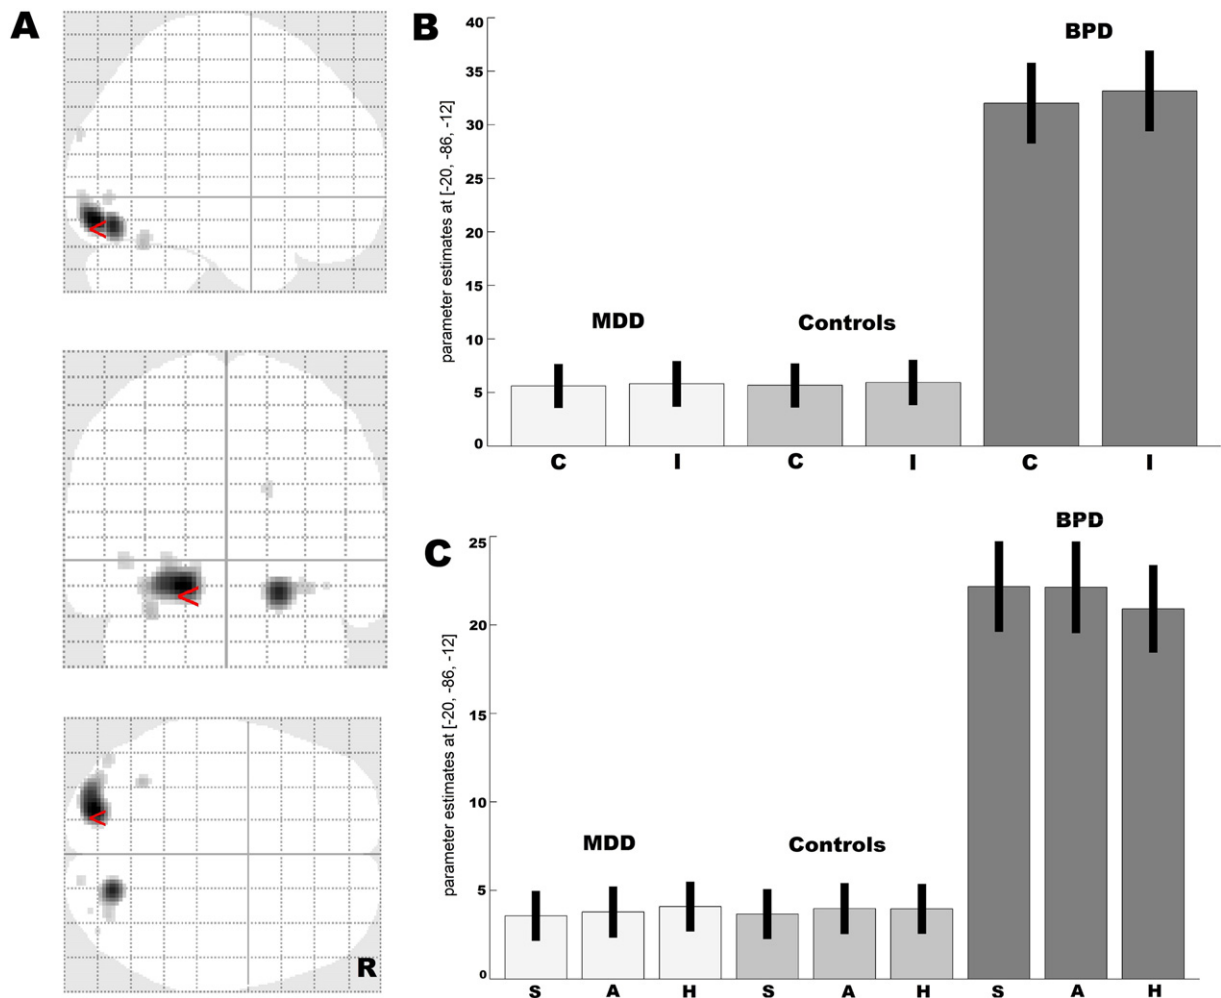 A
R
B
parameter estimates at [-20, -86, -12]
40
35
30
25
20
15
10
5
0
MDD
Controls
BPD
C I C I C I
C
parameter estimates at [-20, -86, -12]
25
20
15
10
5
0
MDD
Controls
BPD
S A H S A H S A H